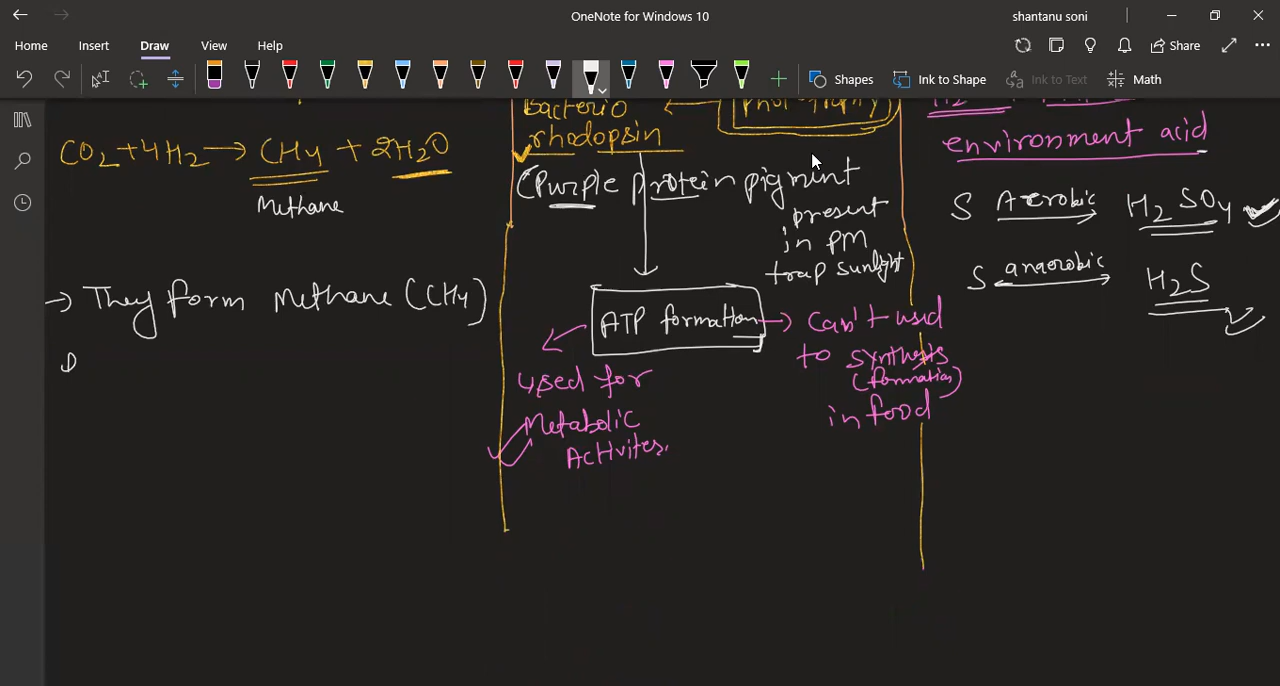 OneNote for Windows 10
shantanu soni
Home
Insert
Draw
View
Help
Share
Shapes
Ink to Shape
Ink to Text
Math
CO2 + 4H2 → CH4 + 2H2O
Methane
→ They form Methane (CH4)
Bacterio
rhodopsin
(Purple protein pigment
present
in PM
trap sunlight
ATP formation
used for
Metabolic
Activites.
→ Can't used
to synthesis
(formation)
in food
environment acid
S Aerobic H2SO4
S anaerobic H2S